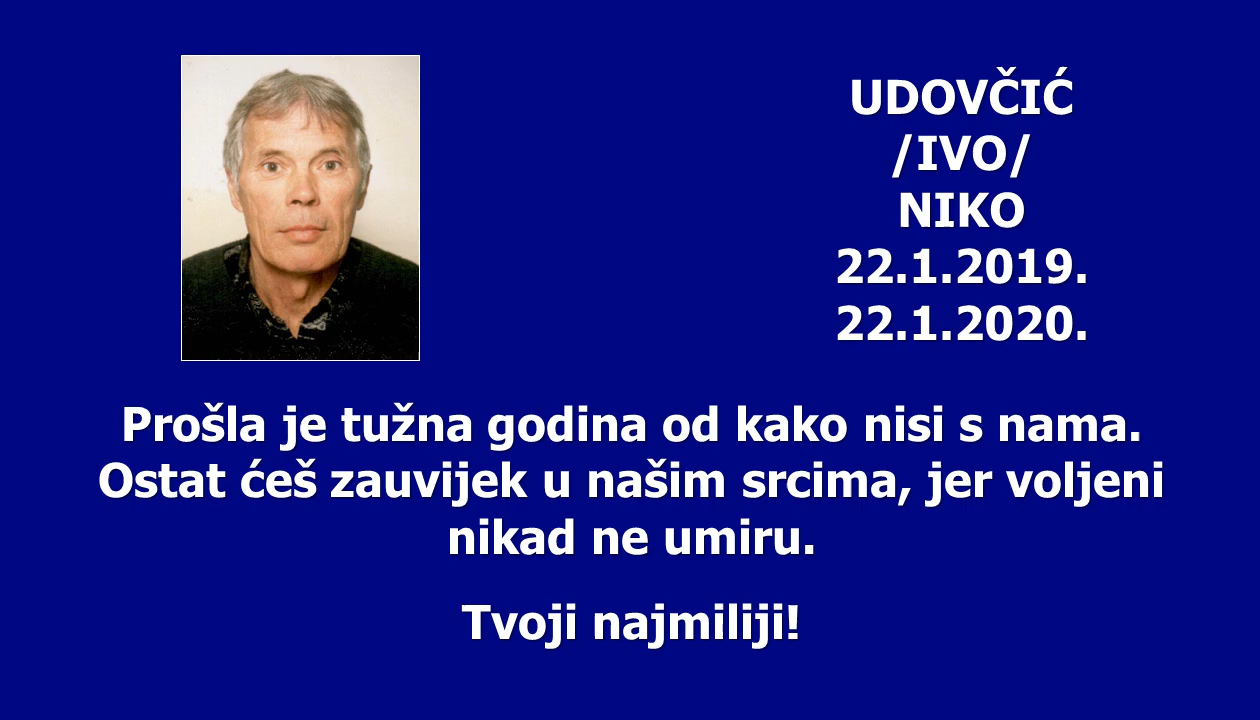 UDOVČIĆ
/IVO/
NIKO
22.1.2019.
22.1.2020.
Prošla je tužna godina od kako nisi s nama.
Ostat ćeš zauvijek u našim srcima, jer voljeni
nikad ne umiru.
Tvoji najmiliji!